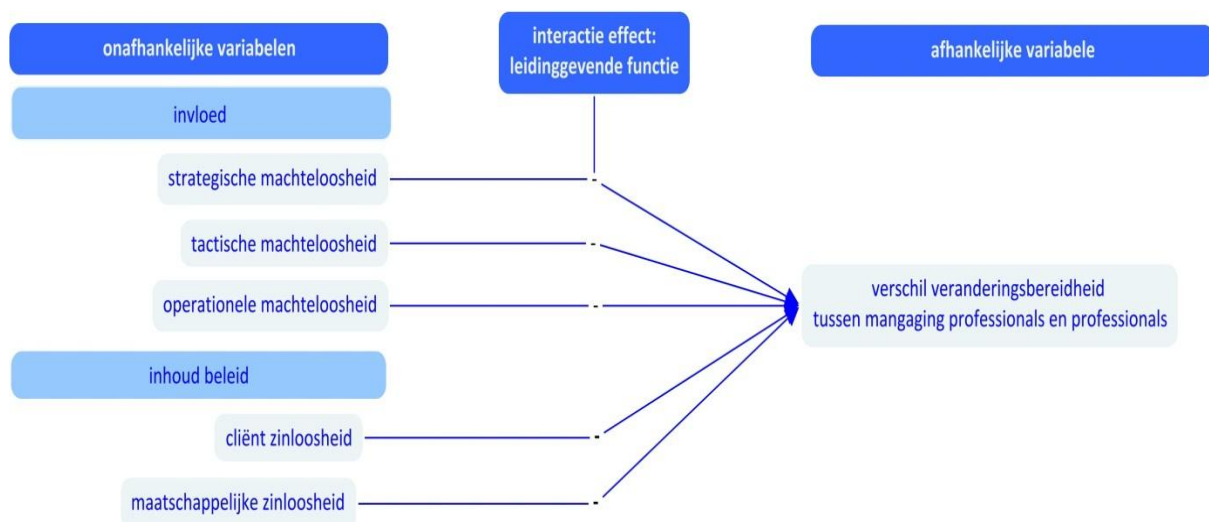 onafhankelijke variabelen
interactie effect:
leidinggevende functie
afhankelijke variabele
invloed
strategische machteloosheid
-
tactische machteloosheid
-
operationele machteloosheid
-
verschil veranderingsbereidheid
tussen mangaging professionals en professionals
inhoud beleid
cliënt zinloosheid
-
maatschappelijke zinloosheid
-